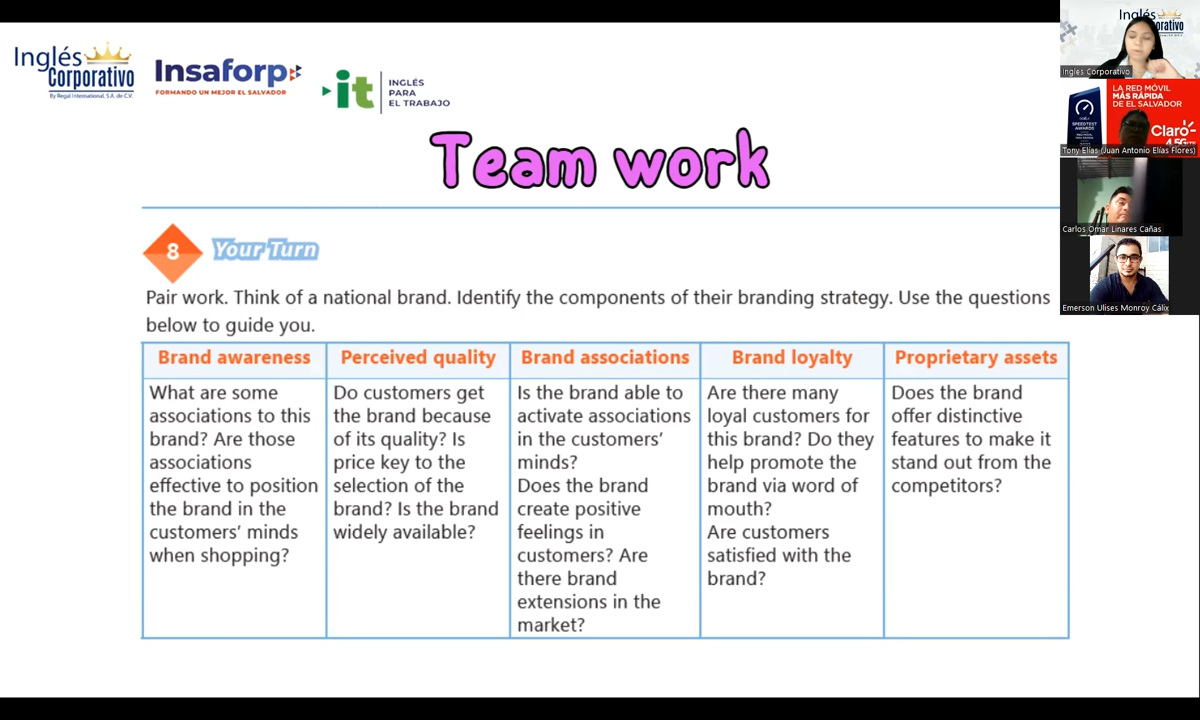 Inglés
Corporativo
By Regal International, S.A. de C.V.
Insaforp
FORMANDO UN MEJOR EL SALVADOR
it
INGLÉS
PARA
EL TRABAJO
Team work
8
Your Turn
Pair work. Think of a national brand. Identify the components of their branding strategy. Use the questions
below to guide you.
Brand awareness
What are some
associations to this
brand? Are those
associations
effective to position
the brand in the
customers' minds
when shopping?
Perceived quality
Do customers get
the brand because
of its quality? Is
price key to the
selection of the
brand? Is the brand
widely available?
Brand associations
Is the brand able to
activate associations
in the customers'
minds?
Does the brand
create positive
feelings in
customers? Are
there brand
extensions in the
market?
Brand loyalty
Are there many
loyal customers for
this brand? Do they
help promote the
brand via word of
mouth?
Are customers
satisfied with the
brand?
Proprietary assets
Does the brand
offer distinctive
features to make it
stand out from the
competitors?
Inglés
Inglés Corporativo
LA RED MÓVIL
MÁS RÁPIDA
DE EL SALVADOR
SPEEDTEST
AWARDS
Claro
4.5G
Tony Elias (Juan Antonio Elías Flores)
Carlos Omar Linares Cañas
Emerson Ulises Monroy Cálix